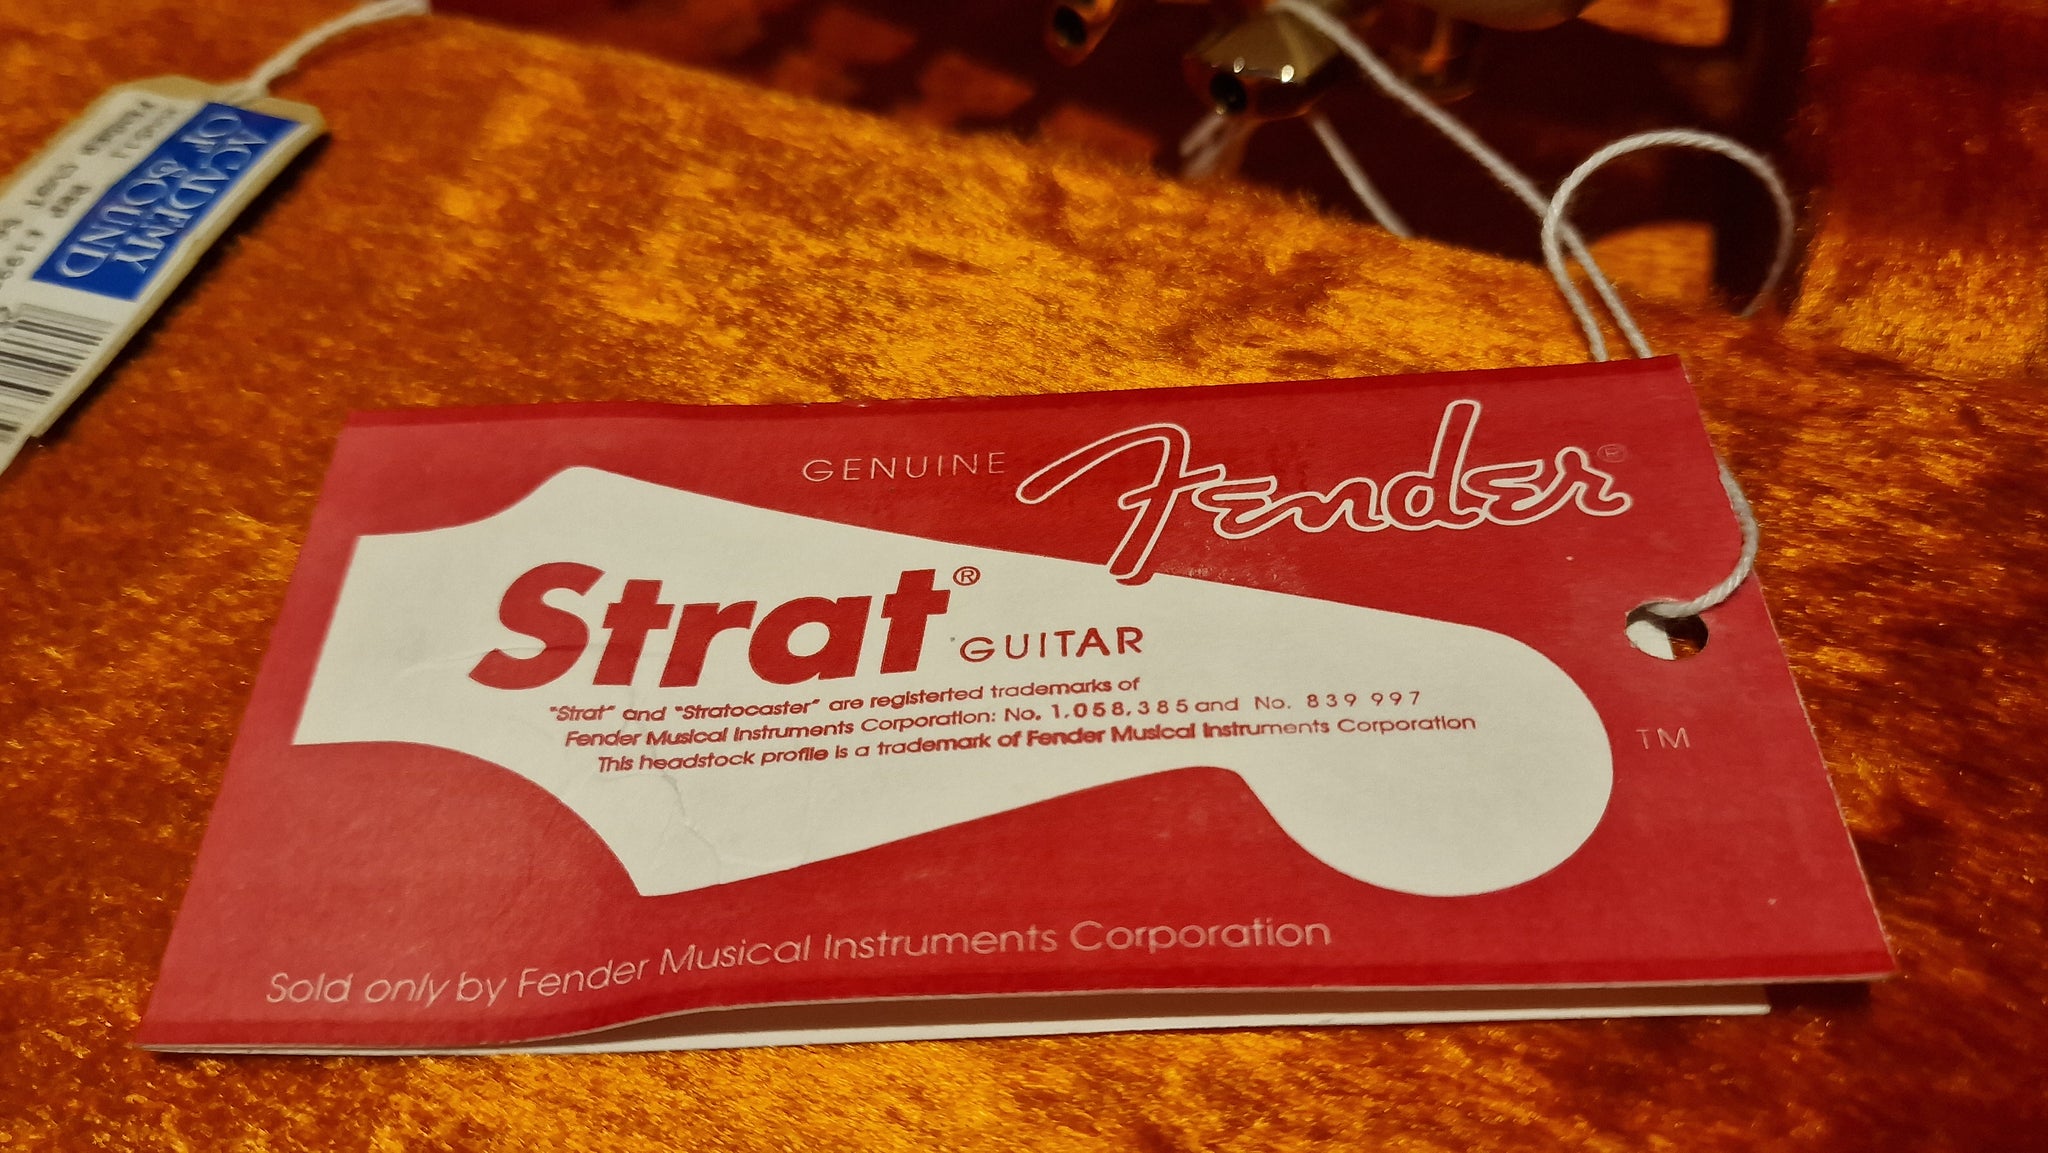 ACADEMY
OF SOUND
GENUINE Fender®
Strat®
GUITAR
"Strat" and "Stratocaster" are registerted trademarks of
Fender Musical Instruments Corporation: No. 1,058,385 and No. 839 997
This headstock profile is a trademark of Fender Musical Instruments Corporation
TM
Sold only by Fender Musical Instruments Corporation